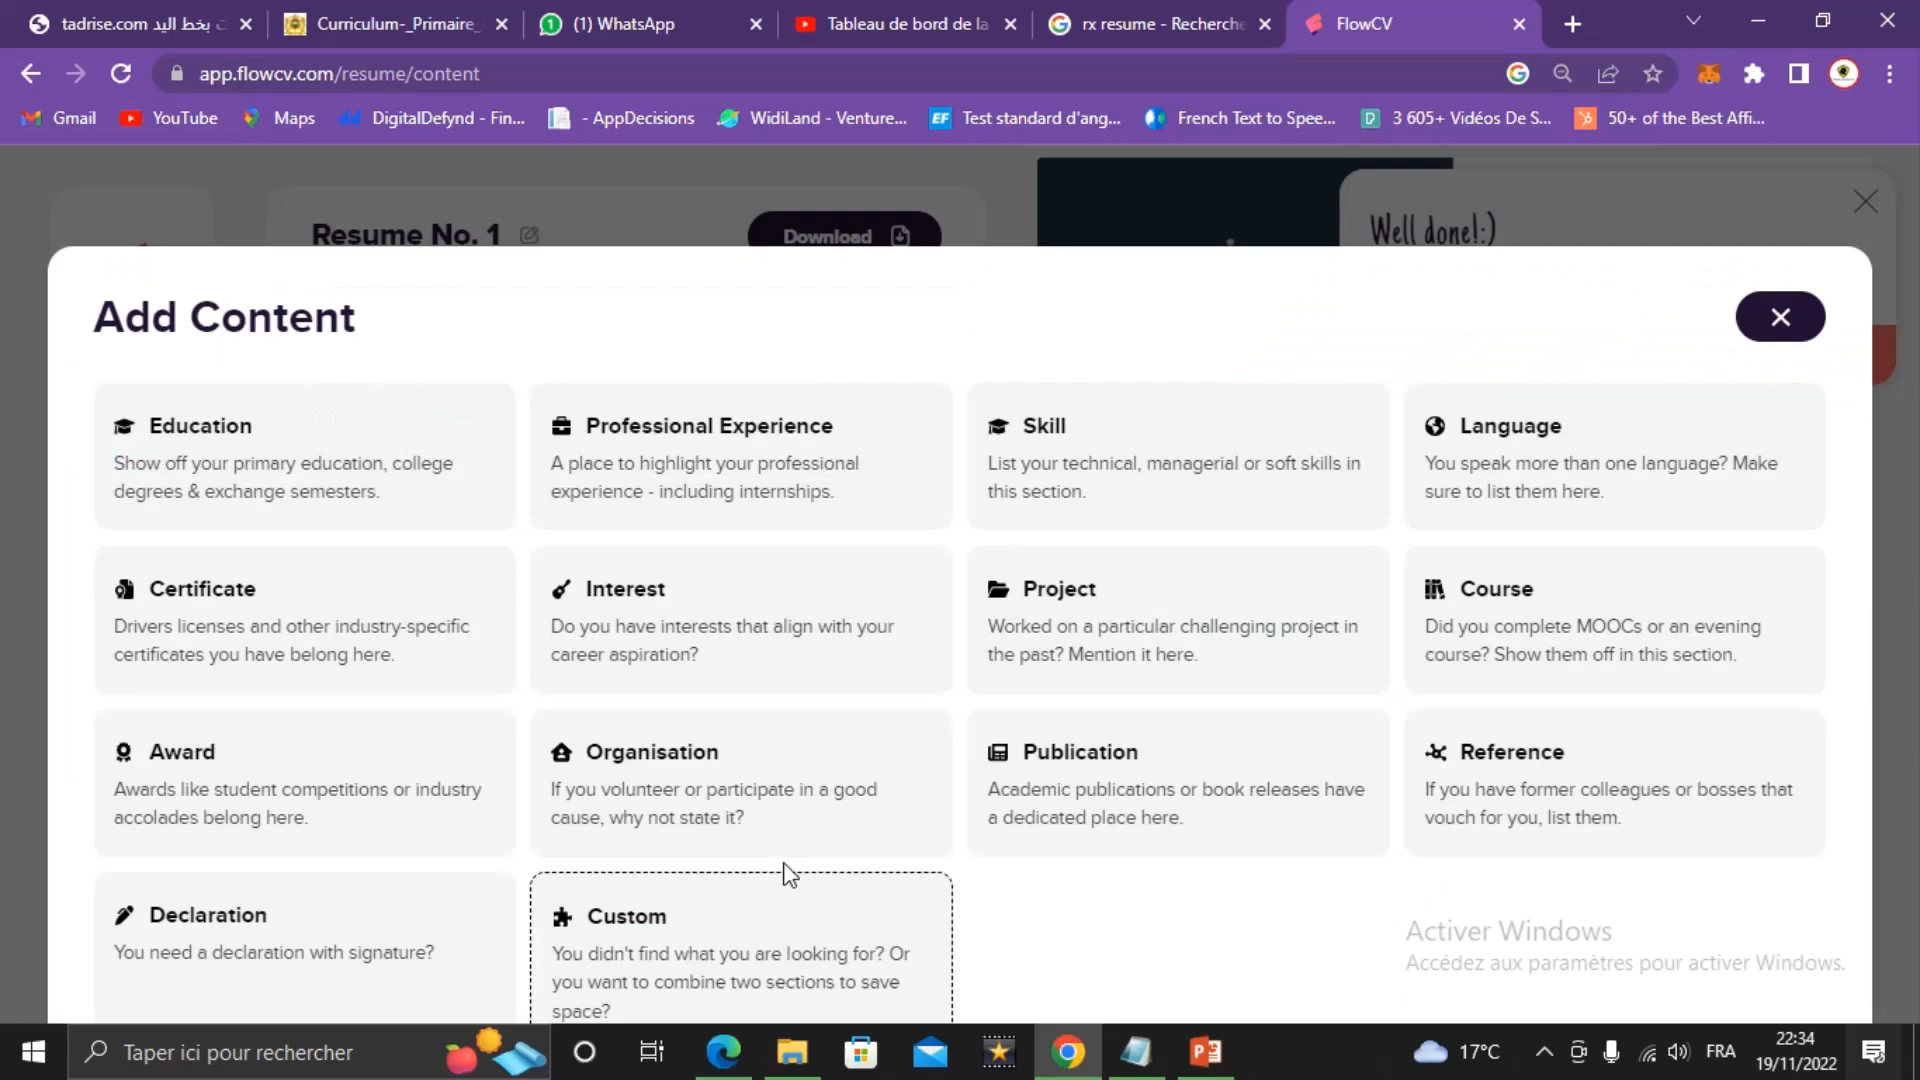 tadrise.com بخط اليد
Curriculum-_Primaire_
(1) WhatsApp
Tableau de bord de la
rx resume - Recherche
FlowCV
app.flowcv.com/resume/content
Gmail
YouTube
Maps
DigitalDefynd - Fin...
- AppDecisions
WidiLand - Venture...
EF
Test standard d'ang...
French Text to Spee...
3 605+ Vidéos De S...
50+ of the Best Affi...
Resume No. 1
Download
Well done!:)
Add Content
Education
Show off your primary education, college
degrees & exchange semesters.
Professional Experience
A place to highlight your professional
experience - including internships.
Skill
List your technical, managerial or soft skills in
this section.
Language
You speak more than one language? Make
sure to list them here.
Certificate
Drivers licenses and other industry-specific
certificates you have belong here.
Interest
Do you have interests that align with your
career aspiration?
Project
Worked on a particular challenging project in
the past? Mention it here.
Course
Did you complete MOOCs or an evening
course? Show them off in this section.
Award
Awards like student competitions or industry
accolades belong here.
Organisation
If you volunteer or participate in a good
cause, why not state it?
Publication
Academic publications or book releases have
a dedicated place here.
Reference
If you have former colleagues or bosses that
vouch for you, list them.
Declaration
You need a declaration with signature?
Custom
You didn't find what you are looking for? Or
you want to combine two sections to save
space?
Activer Windows
Accédez aux paramètres pour activer Windows.
Taper ici pour rechercher
17°C
FRA
22:34
19/11/2022